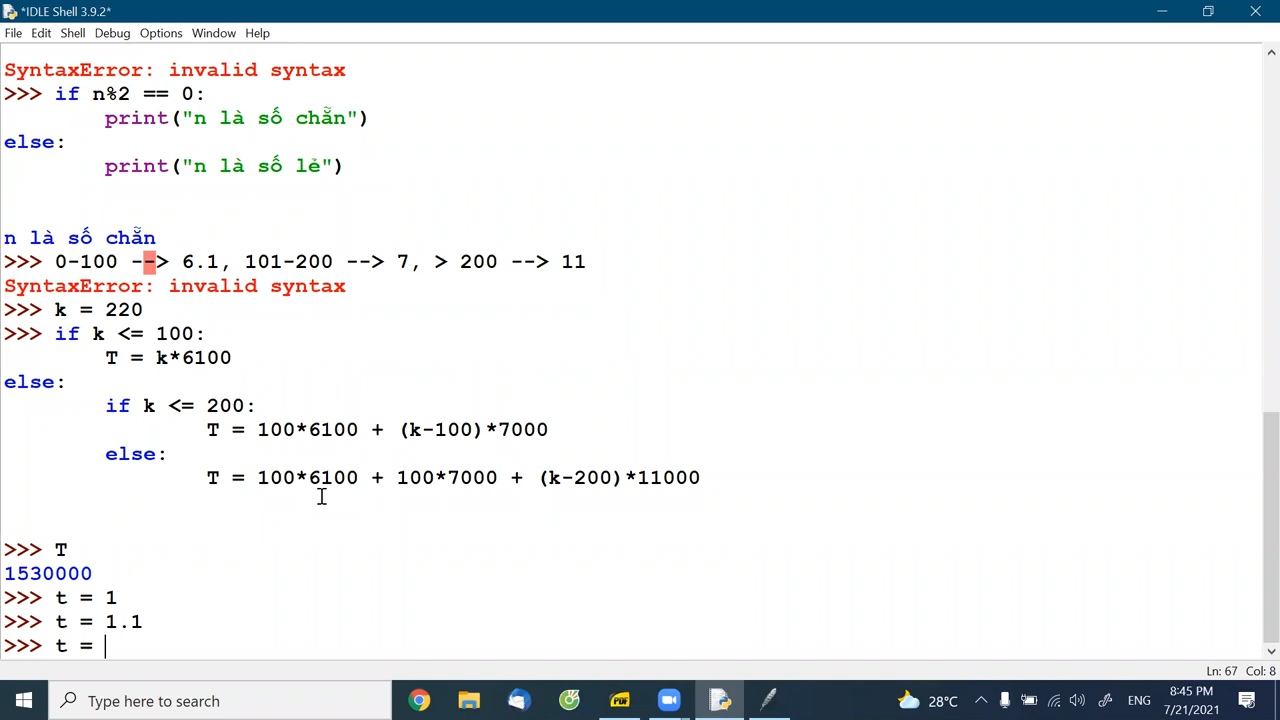 *IDLE Shell 3.9.2*
File Edit Shell Debug Options Window Help
SyntaxError: invalid syntax
>>> if n%2 == 0:
        print("n là số chẵn")
else:
        print("n là số lẻ")
n là số chẵn
>>> 0-100 --> 6.1, 101-200 --> 7, > 200 --> 11
SyntaxError: invalid syntax
>>> k = 220
>>> if k <= 100:
        T = k*6100
else:
        if k <= 200:
                T = 100*6100 + (k-100)*7000
        else:
                T = 100*6100 + 100*7000 + (k-200)*11000
>>> T
1530000
>>> t = 1
>>> t = 1.1
>>> t =
Ln: 67 Col: 8
Type here to search
PDF
28°C
ENG
8:45 PM
7/21/2021